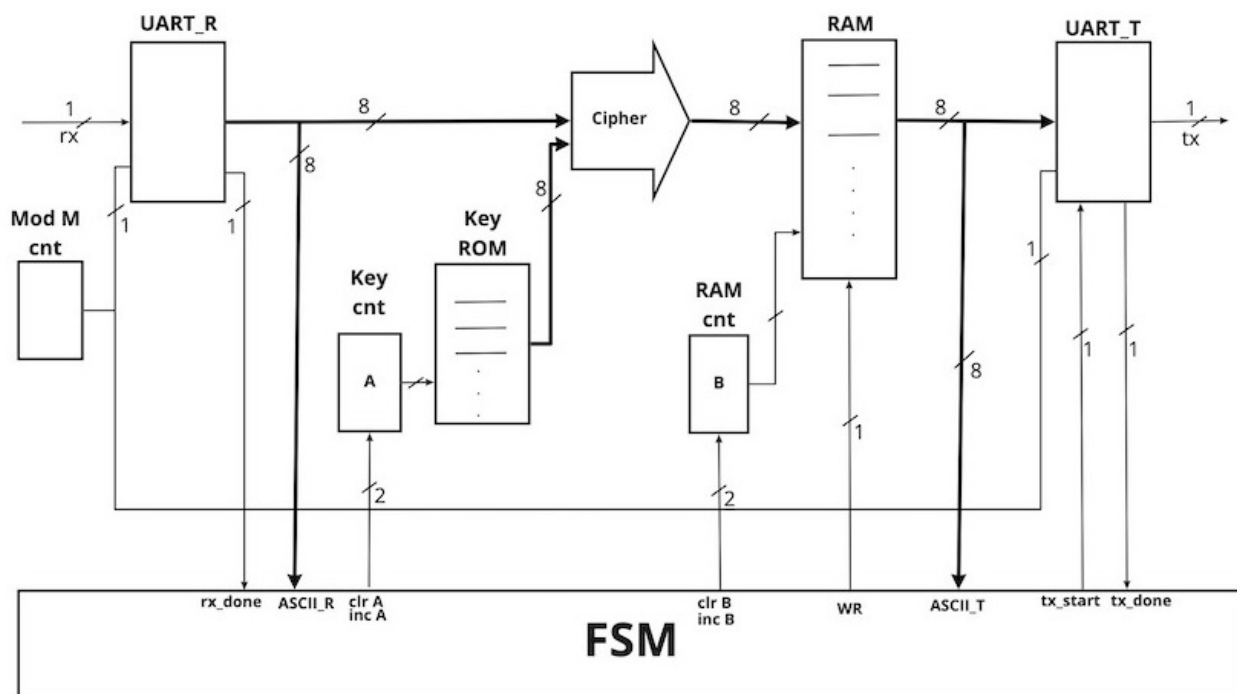 UART_R
RAM
UART_T
1
rx
8
Cipher
8
8
1
tx
8
1
1
8
Mod M
cnt
Key
ROM
Key
cnt
A
RAM
cnt
B
1
8
1
1
1
2
2
rx_done
ASCII_R
clr A
inc A
clr B
inc B
WR
ASCII_T
tx_start
tx_done
FSM